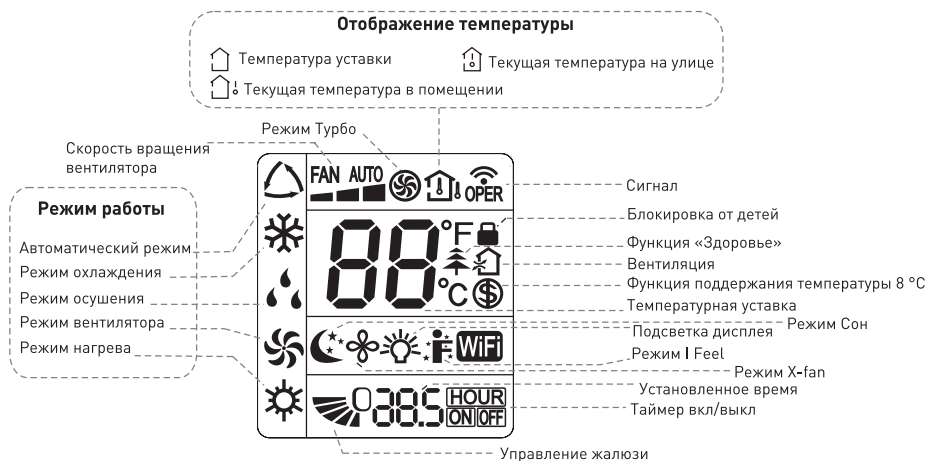 Отображение температуры
Температура уставки
Текущая температура на улице
Текущая температура в помещении
Режим Турбо
Скорость вращения
вентилятора
FAN AUTO
OPER
Сигнал
Режим работы
Автоматический режим
Режим охлаждения
Режим осушения
Режим вентилятора
Режим нагрева
88
°F
°C
Блокировка от детей
Функция «Здоровье»
Вентиляция
Функция поддержания температуры 8 °C
Температурная уставка
Режим Сон
Подсветка дисплея
WiFi
Режим I Feel
Режим X-fan
Установленное время
038.5
HOUR
ON OFF
Таймер вкл/выкл
Управление жалюзи